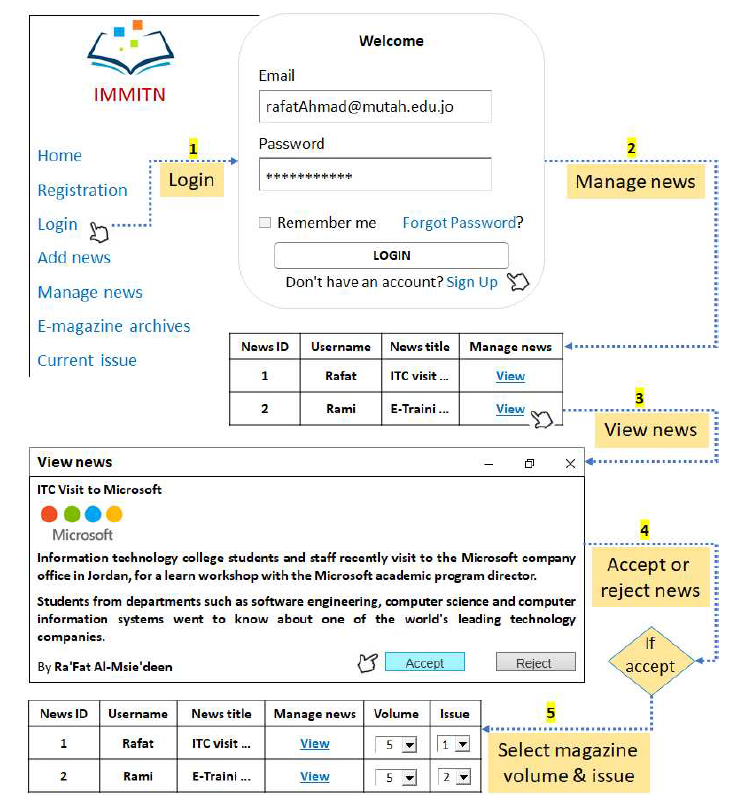 IMMITN
Home
Registration
Login
Add news
Manage news
E-magazine archives
Current issue
1
Login
Welcome
Email
rafatAhmad@mutah.edu.jo
Password
***********
Remember me Forgot Password?
LOGIN
Don't have an account? Sign Up
2
Manage news
News ID Username News title Manage news
1 Rafat ITC visit ... View
2 Rami E-Traini ... View
3
View news
View news
ITC Visit to Microsoft
Microsoft
Information technology college students and staff recently visit to the Microsoft company
office in Jordan, for a learn workshop with the Microsoft academic program director.
Students from departments such as software engineering, computer science and computer
information systems went to know about one of the world's leading technology
companies.
By Ra'Fat Al-Msie'deen
Accept Reject
4
Accept or
reject news
If
accept
5
Select magazine
volume & issue
News ID Username News title Manage news Volume Issue
1 Rafat ITC visit ... View 5 1
2 Rami E-Traini ... View 5 2